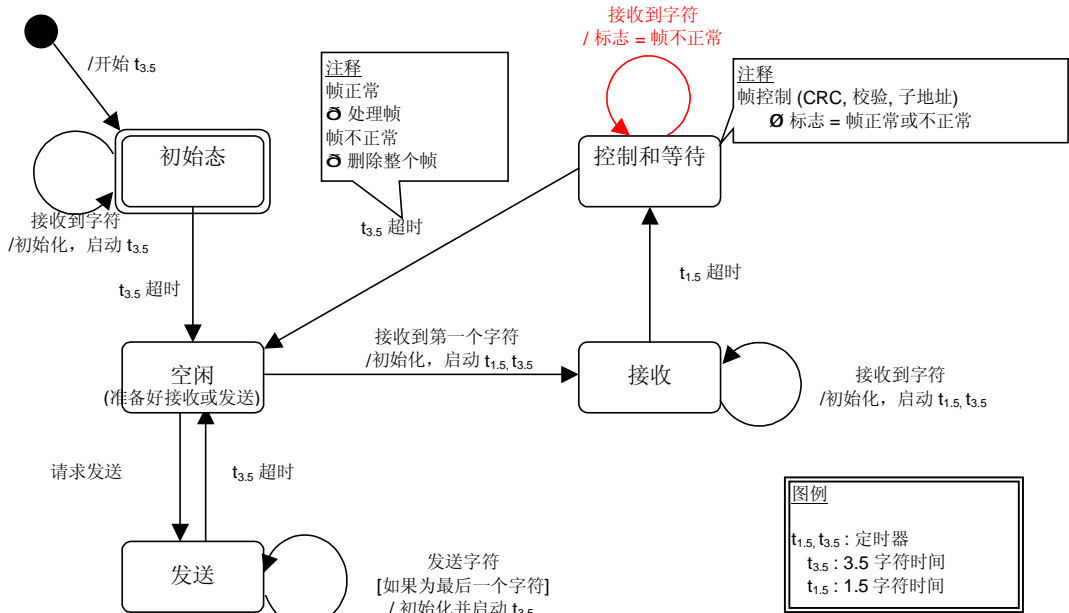 接收到字符
/ 标志 = 帧不正常
/开始 t3.5
注释
帧正常
ð 处理帧
帧不正常
ð 删除整个帧
注释
帧控制 (CRC, 校验, 子地址)
Ø 标志 = 帧正常或不正常
初始态
控制和等待
接收到字符
/初始化，启动 t3.5
t3.5 超时
t3.5 超时
t1.5 超时
接收到第一个字符
/初始化，启动 t1.5, t3.5
空闲
(准备好接收或发送)
接收
接收到字符
/初始化，启动 t1.5, t3.5
请求发送
t3.5 超时
图例
t1.5, t3.5 : 定时器
t3.5 : 3.5 字符时间
t1.5 : 1.5 字符时间
发送
发送字符
[如果为最后一个字符]
/ 初始化并启动 t3.5